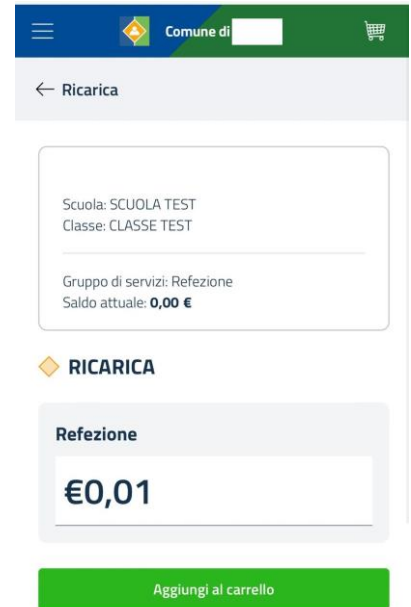 Comune di
Ricarica
Scuola: SCUOLA TEST
Classe: CLASSE TEST
Gruppo di servizi: Refezione
Saldo attuale: 0,00 €
RICARICA
Refezione
€0,01
Aggiungi al carrello